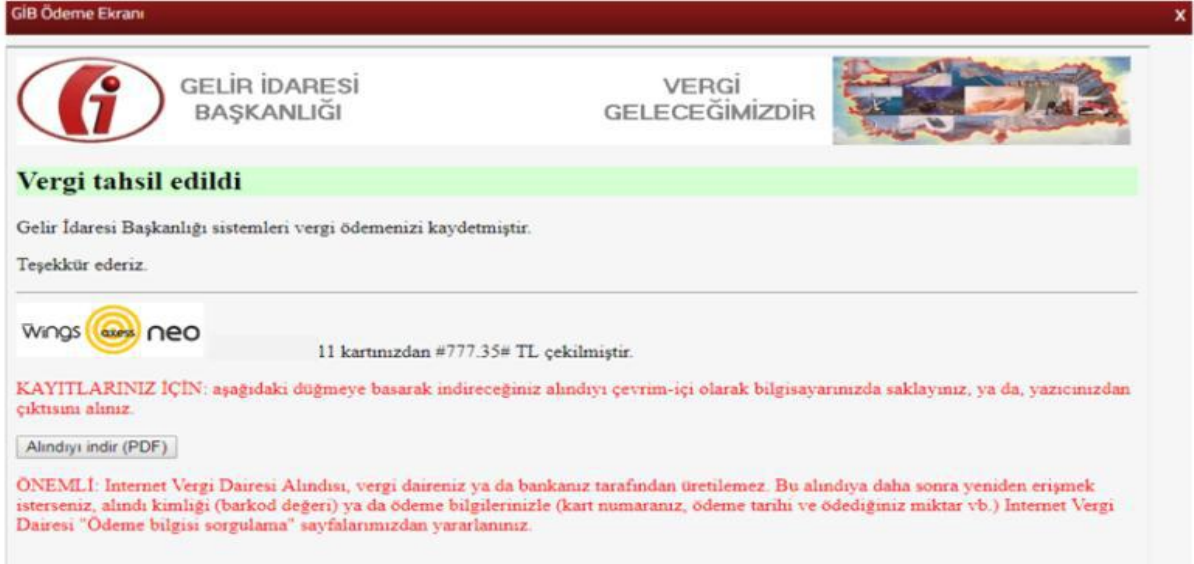 GİB Ödeme Ekranı
X
GELİR İDARESİ
BAŞKANLIĞI
VERGİ
GELECEĞİMİZDİR
Vergi tahsil edildi
Gelir İdaresi Başkanlığı sistemleri vergi ödemenizi kaydetmiştir.
Teşekkür ederiz.
wings axess neo
11 kartınızdan #777.35# TL çekilmiştir.
KAYITLARINIZ İÇİN: aşağıdaki düğmeye basarak indireceğiniz alındıyı çevrim-içi olarak bilgisayarınızda saklayınız, ya da, yazıcınızdan
çıktısını alınız.
Alındıyı indir (PDF)
ÖNEMLİ: Internet Vergi Dairesi Alındısı, vergi daireniz ya da bankanız tarafından üretilemez. Bu alındıya daha sonra yeniden erişmek
isterseniz, alındı kimliği (barkod değeri) ya da ödeme bilgilerinizle (kart numaranız, ödeme tarihi ve ödediğiniz miktar vb.) Internet Vergi
Dairesi "Ödeme bilgisi sorgulama" sayfalarımızdan yararlanınız.